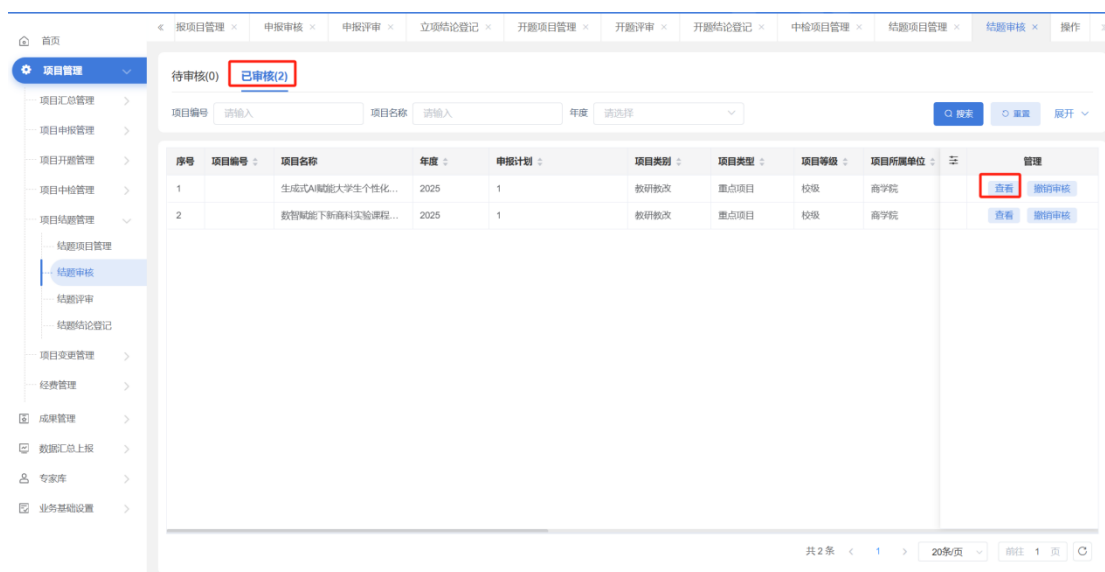 首页
« 报项目管理 × 申报审核 × 申报评审 × 立项结论登记 × 开题项目管理 × 开题评审 × 开题结论登记 × 中检项目管理 × 结题项目管理 × 结题审核 × 操作
项目管理
项目汇总管理
项目申报管理
项目开题管理
项目中检管理
项目结题管理
结题项目管理
结题审核
结题评审
结题结论登记
项目变更管理
经费管理
成果管理
数据汇总上报
专家库
业务基础设置
待审核(0) 已审核(2)
项目编号 请输入 项目名称 请输入 年度 请选择 搜索 重置 展开
序号 项目编号 项目名称 年度 申报计划 项目类别 项目类型 项目等级 项目所属单位 管理
1 生成式AI赋能大学生个性化... 2025 1 教研教改 重点项目 校级 商学院 查看 撤销审核
2 数智赋能下新商科实验课程... 2025 1 教研教改 重点项目 校级 商学院 查看 撤销审核
共 2 条 < 1 > 20条/页 前往 1 页